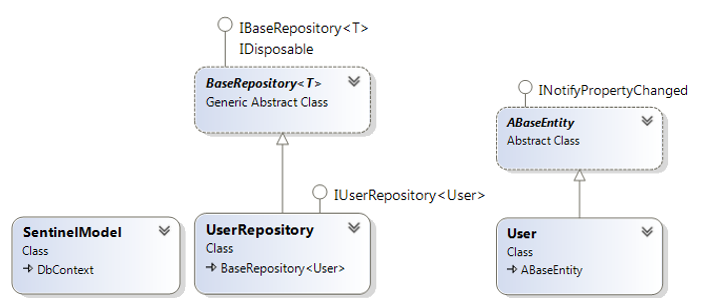 IBaseRepository<T>
IDisposable
BaseRepository<T>
Generic Abstract Class
INotifyPropertyChanged
ABaseEntity
Abstract Class
IUserRepository<User>
SentinelModel
Class
DbContext
UserRepository
Class
BaseRepository<User>
User
Class
ABaseEntity